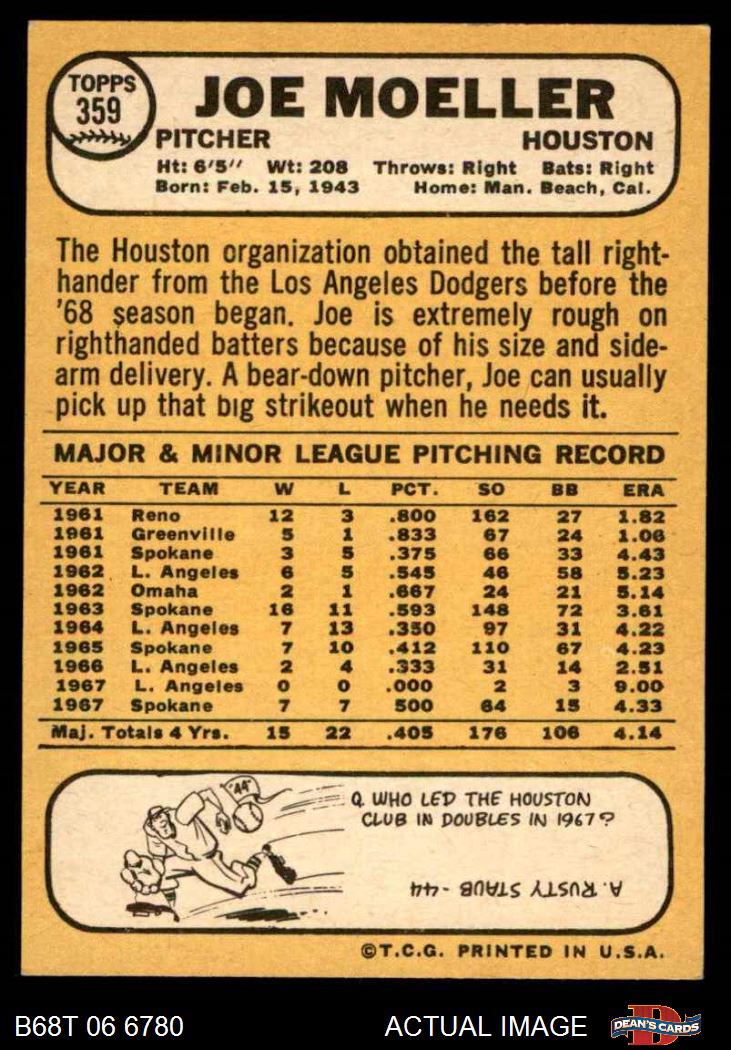 TOPPS
359
JOE MOELLER
PITCHER HOUSTON
Ht: 6'5" Wt: 208 Throws: Right Bats: Right
Born: Feb. 15, 1943 Home: Man. Beach, Cal.
The Houston organization obtained the tall right-
hander from the Los Angeles Dodgers before the
'68 season began. Joe is extremely rough on
righthanded batters because of his size and side-
arm delivery. A bear-down pitcher, Joe can usually
pick up that big strikeout when he needs it.
MAJOR & MINOR LEAGUE PITCHING RECORD
YEAR TEAM W L PCT. SO BB ERA
1961 Reno 12 3 .800 162 27 1.82
1961 Greenville 5 1 .833 67 24 1.06
1961 Spokane 3 5 .375 66 33 4.43
1962 L. Angeles 6 5 .545 46 58 5.23
1962 Omaha 2 1 .667 24 21 5.14
1963 Spokane 16 11 .593 148 72 3.61
1964 L. Angeles 7 13 .350 97 31 4.22
1965 Spokane 7 10 .412 110 67 4.23
1966 L. Angeles 2 4 .333 31 14 2.51
1967 L. Angeles 0 0 .000 2 3 9.00
1967 Spokane 7 7 500 64 15 4.33
Maj. Totals 4 Yrs. 15 22 .405 176 106 4.14
"44"
Q. WHO LED THE HOUSTON
CLUB IN DOUBLES IN 1967?
A. RUSTY STAUB - 44
©T.C.G. PRINTED IN U.S.A.
B68T 06 6780 ACTUAL IMAGE DEAN'S CARDS